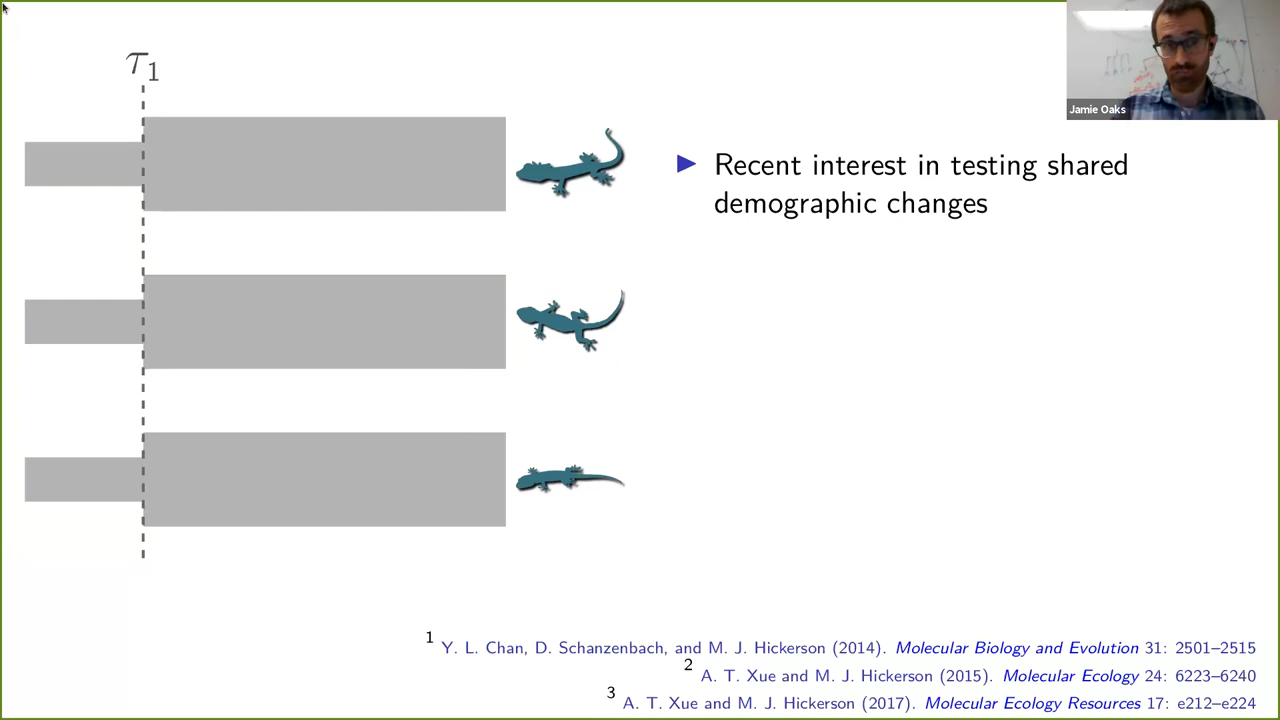 τ1
Jamie Oaks
▶ Recent interest in testing shared
demographic changes
1 Y. L. Chan, D. Schanzenbach, and M. J. Hickerson (2014). Molecular Biology and Evolution 31: 2501–2515
2 A. T. Xue and M. J. Hickerson (2015). Molecular Ecology 24: 6223–6240
3 A. T. Xue and M. J. Hickerson (2017). Molecular Ecology Resources 17: e212–e224